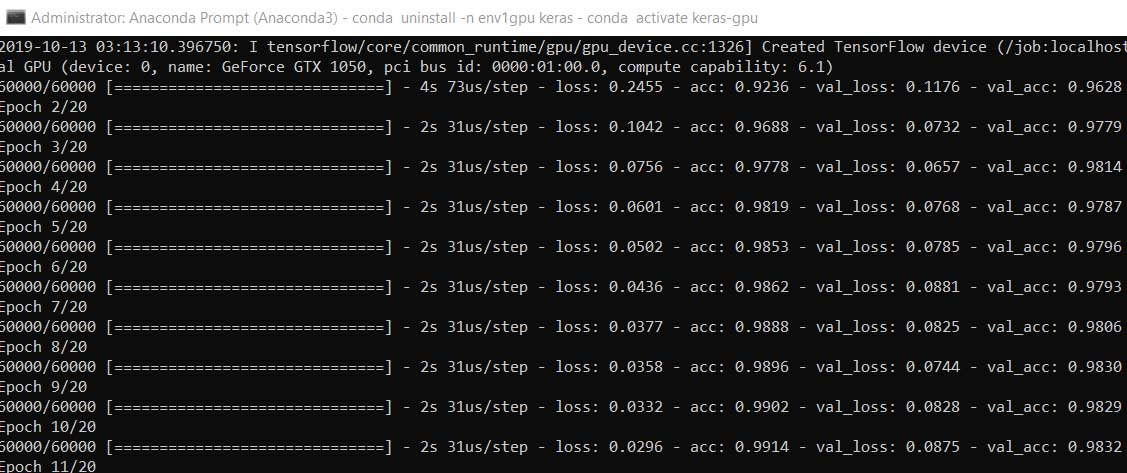 Administrator: Anaconda Prompt (Anaconda3) - conda  uninstall -n env1gpu keras - conda  activate keras-gpu
2019-10-13 03:13:10.396750: I tensorflow/core/common_runtime/gpu/gpu_device.cc:1326] Created TensorFlow device (/job:localhost
al GPU (device: 0, name: GeForce GTX 1050, pci bus id: 0000:01:00.0, compute capability: 6.1)
60000/60000 [==============================] - 4s 73us/step - loss: 0.2455 - acc: 0.9236 - val_loss: 0.1176 - val_acc: 0.9628
Epoch 2/20
60000/60000 [==============================] - 2s 31us/step - loss: 0.1042 - acc: 0.9688 - val_loss: 0.0732 - val_acc: 0.9779
Epoch 3/20
60000/60000 [==============================] - 2s 31us/step - loss: 0.0756 - acc: 0.9778 - val_loss: 0.0657 - val_acc: 0.9814
Epoch 4/20
60000/60000 [==============================] - 2s 31us/step - loss: 0.0601 - acc: 0.9819 - val_loss: 0.0768 - val_acc: 0.9787
Epoch 5/20
60000/60000 [==============================] - 2s 31us/step - loss: 0.0502 - acc: 0.9853 - val_loss: 0.0785 - val_acc: 0.9796
Epoch 6/20
60000/60000 [==============================] - 2s 31us/step - loss: 0.0436 - acc: 0.9862 - val_loss: 0.0881 - val_acc: 0.9793
Epoch 7/20
60000/60000 [==============================] - 2s 31us/step - loss: 0.0377 - acc: 0.9888 - val_loss: 0.0825 - val_acc: 0.9806
Epoch 8/20
60000/60000 [==============================] - 2s 31us/step - loss: 0.0358 - acc: 0.9896 - val_loss: 0.0744 - val_acc: 0.9830
Epoch 9/20
60000/60000 [==============================] - 2s 31us/step - loss: 0.0332 - acc: 0.9902 - val_loss: 0.0828 - val_acc: 0.9829
Epoch 10/20
60000/60000 [==============================] - 2s 31us/step - loss: 0.0296 - acc: 0.9914 - val_loss: 0.0875 - val_acc: 0.9832
Epoch 11/20